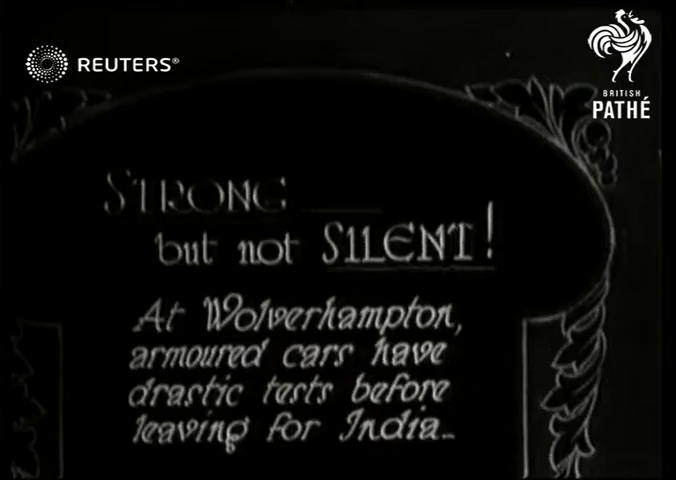 REUTERS®
BRITISH
PATHÉ
STRONG
but not SILENT!
At Wolverhampton,
armoured cars have
drastic tests before
leaving for India..